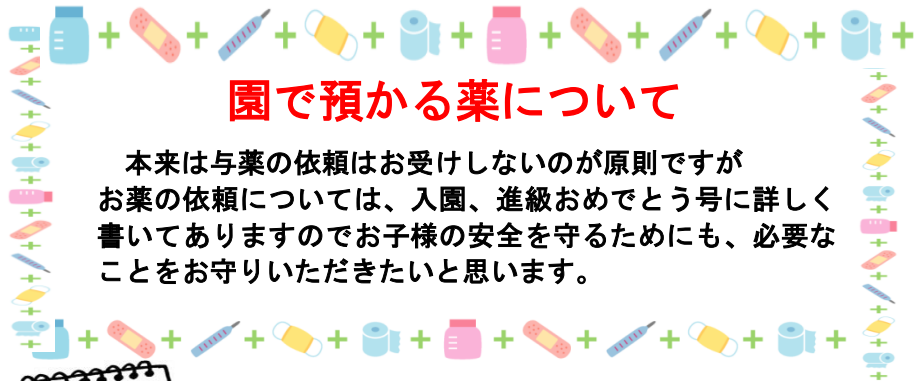 園で預かる薬について
本来は与薬の依頼はお受けしないのが原則ですが
お薬の依頼については、入園、進級おめでとう号に詳しく
書いてありますのでお子様の安全を守るためにも、必要な
ことをお守りいただきたいと思います。